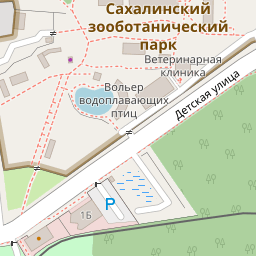 Сахалинский
зооботанический
парк
Ветеринарная
клиника
Вольер
водоплавающих
птиц
Детская улица
P
1Б